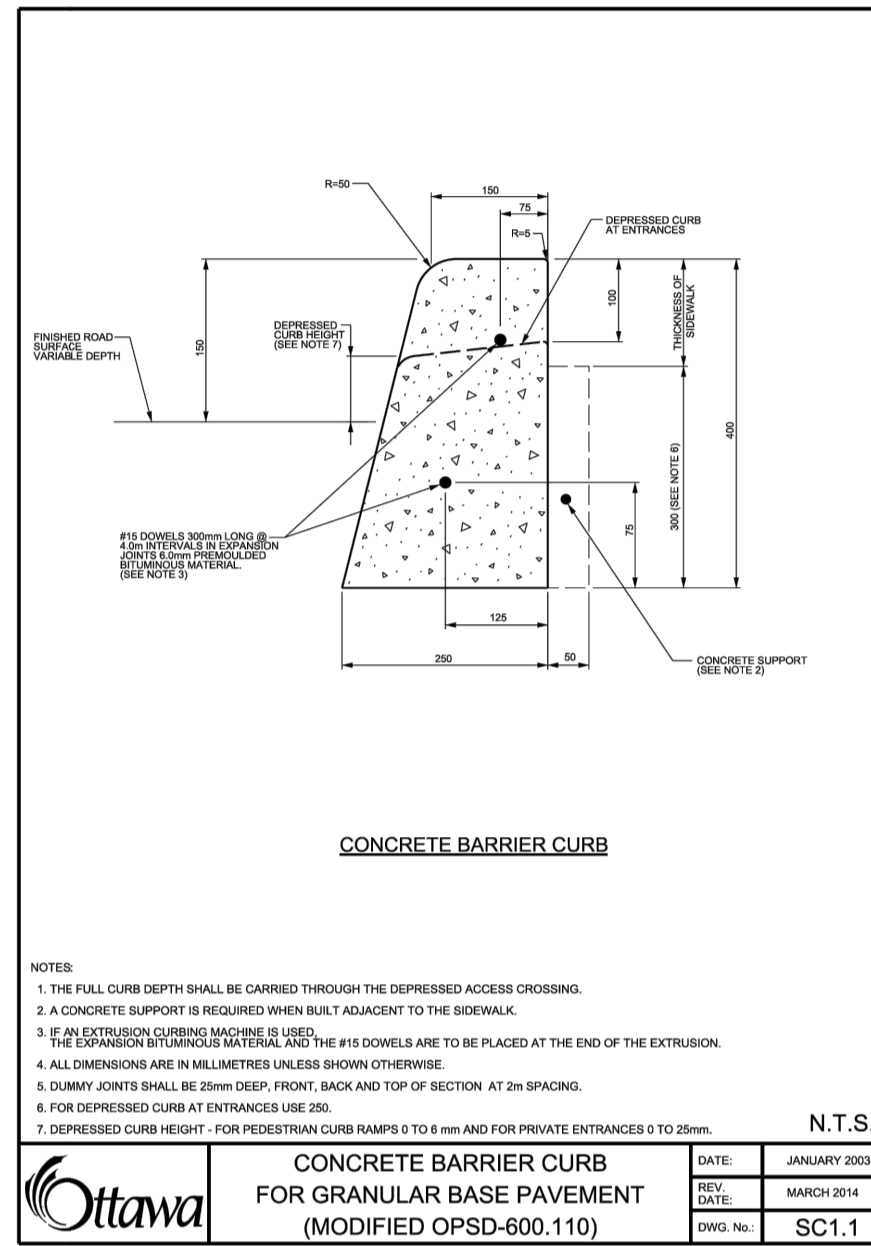 R=50
150
75
R=5
DEPRESSED CURB
AT ENTRANCES
FINISHED ROAD
SURFACE
VARIABLE DEPTH
150
DEPRESSED
CURB HEIGHT
(SEE NOTE 7)
100
THICKNESS OF
SIDEWALK
400
300 (SEE NOTE 6)
75
#15 DOWELS 300mm LONG @
4.0m INTERVALS IN EXPANSION
JOINTS 6.0mm PREMOULDED
BITUMINOUS MATERIAL.
(SEE NOTE 3)
125
250
50
CONCRETE SUPPORT
(SEE NOTE 2)
CONCRETE BARRIER CURB
NOTES:
1. THE FULL CURB DEPTH SHALL BE CARRIED THROUGH THE DEPRESSED ACCESS CROSSING.
2. A CONCRETE SUPPORT IS REQUIRED WHEN BUILT ADJACENT TO THE SIDEWALK.
3. IF AN EXTRUSION CURBING MACHINE IS USED,
THE EXPANSION BITUMINOUS MATERIAL AND THE #15 DOWELS ARE TO BE PLACED AT THE END OF THE EXTRUSION.
4. ALL DIMENSIONS ARE IN MILLIMETRES UNLESS SHOWN OTHERWISE.
5. DUMMY JOINTS SHALL BE 25mm DEEP, FRONT, BACK AND TOP OF SECTION AT 2m SPACING.
6. FOR DEPRESSED CURB AT ENTRANCES USE 250.
7. DEPRESSED CURB HEIGHT - FOR PEDESTRIAN CURB RAMPS 0 TO 6 mm AND FOR PRIVATE ENTRANCES 0 TO 25mm.
N.T.S.
Ottawa
CONCRETE BARRIER CURB
FOR GRANULAR BASE PAVEMENT
(MODIFIED OPSD-600.110)
DATE: JANUARY 2003
REV.
DATE: MARCH 2014
DWG. No.: SC1.1